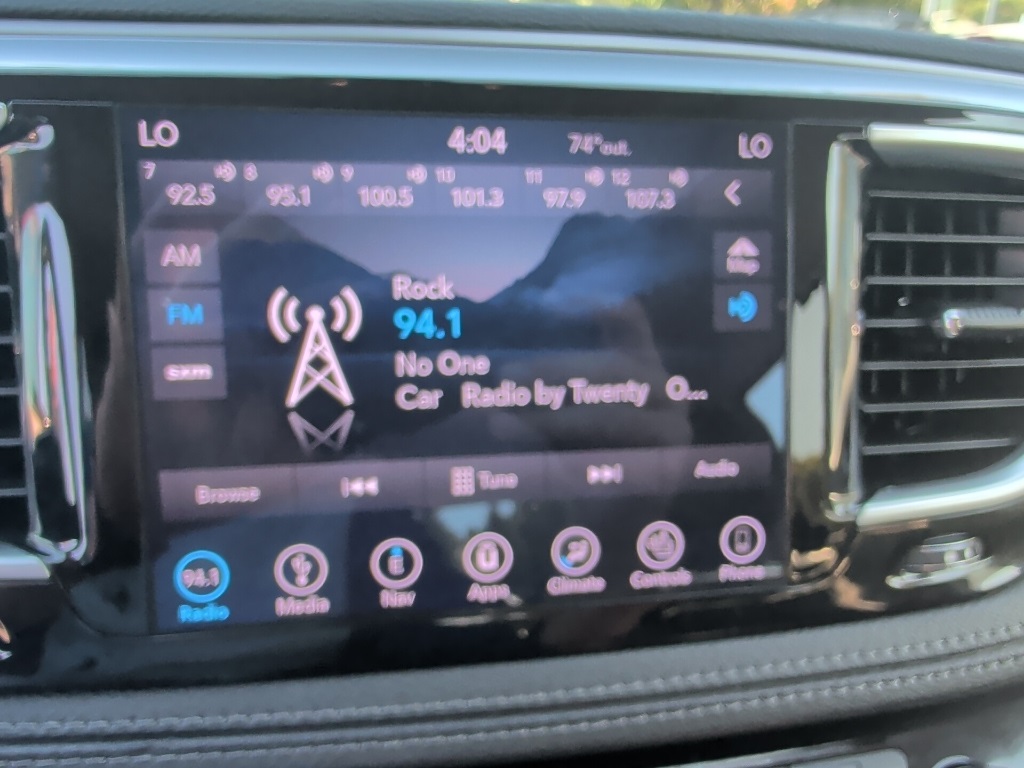 LO 4:04 74°out. LO
7 8 9 10 11 12
92.5 95.1 100.5 101.3 97.9 107.3
AM
Map
Rock
FM 94.1
No One
SXM
Car Radio by Twenty O...
Browse Tune Audio
94.1
Radio Media Nav Apps Climate Controls Phone